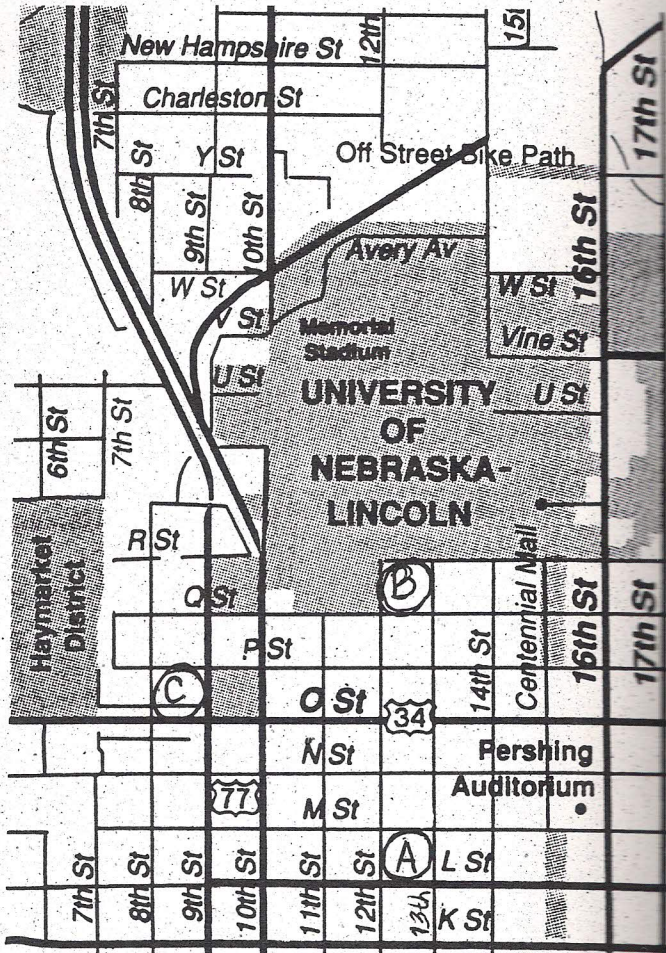 New Hampshire St
12th
15t
7th St
17th St
Charleston St
8th St
Y St
Off Street Bike Path
9th St
10th St
16th St
Avery Av
W St
W St
V St
Memorial
Stadium
Vine St
U St
UNIVERSITY
OF
NEBRASKA-
LINCOLN
U St
6th St
7th St
Haymarket
District
R St
Centennial Mall
B
Q St
P St
14th St
16th St
17th St
C
O St
34
N St
Pershing
Auditorium
77
M St
A
L St
7th St
8th St
9th St
10th St
11th St
12th St
13th
K St